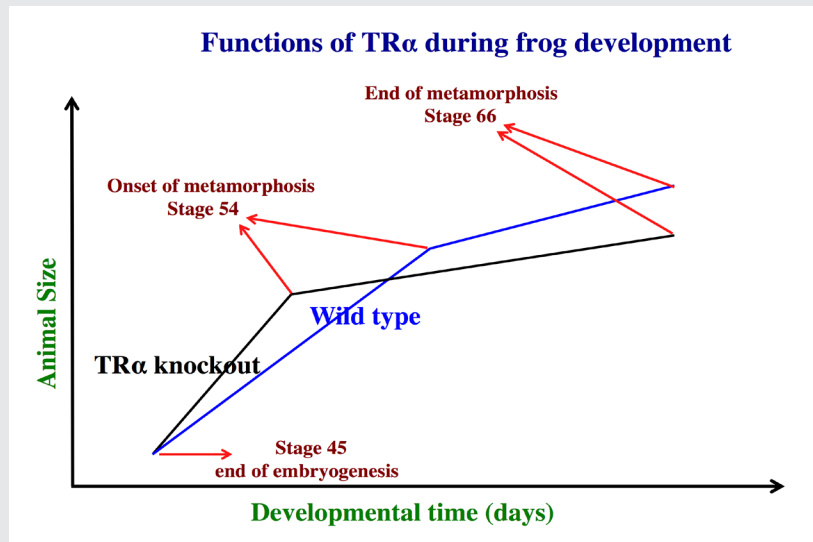 Functions of TRα during frog development
End of metamorphosis
Stage 66
Onset of metamorphosis
Stage 54
Wild type
TRα knockout
Stage 45
end of embryogenesis
Animal Size
Developmental time (days)